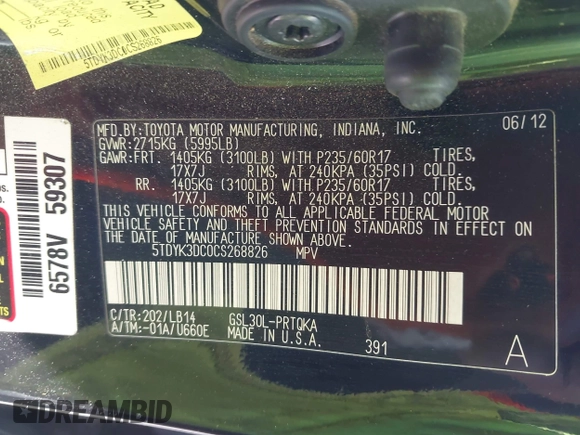 5TDYK3DC0CS268826
MFD.BY:TOYOTA MOTOR MANUFACTURING, INDIANA, INC. 06/12
GVWR:2715KG (5995LB)
GAWR:FRT. 1405KG (3100LB) WITH P235/60R17 TIRES,
17X7J RIMS, AT 240KPA (35PSI) COLD.
RR. 1405KG (3100LB) WITH P235/60R17 TIRES,
17X7J RIMS, AT 240KPA (35PSI) COLD.
THIS VEHICLE CONFORMS TO ALL APPLICABLE FEDERAL MOTOR
VEHICLE SAFETY AND THEFT PREVENTION STANDARDS IN EFFECT ON
THE DATE OF MANUFACTURE SHOWN ABOVE.
5TDYK3DC0CS268826 MPV
C/TR:202/LB14 GSL30L-PRTQKA
A/TM:-01A/U660E MADE IN U.S.A.
391 A
6578V 59307
DREAMBID